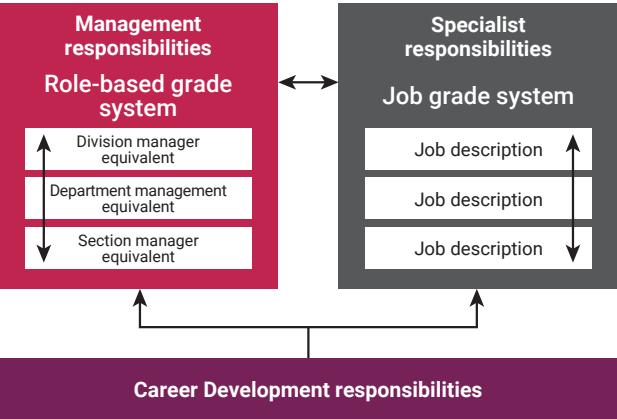 Management
responsibilities
Role-based grade
system
Division manager
equivalent
Department management
equivalent
Section manager
equivalent
Specialist
responsibilities
Job grade system
Job description
Job description
Job description
Career Development responsibilities